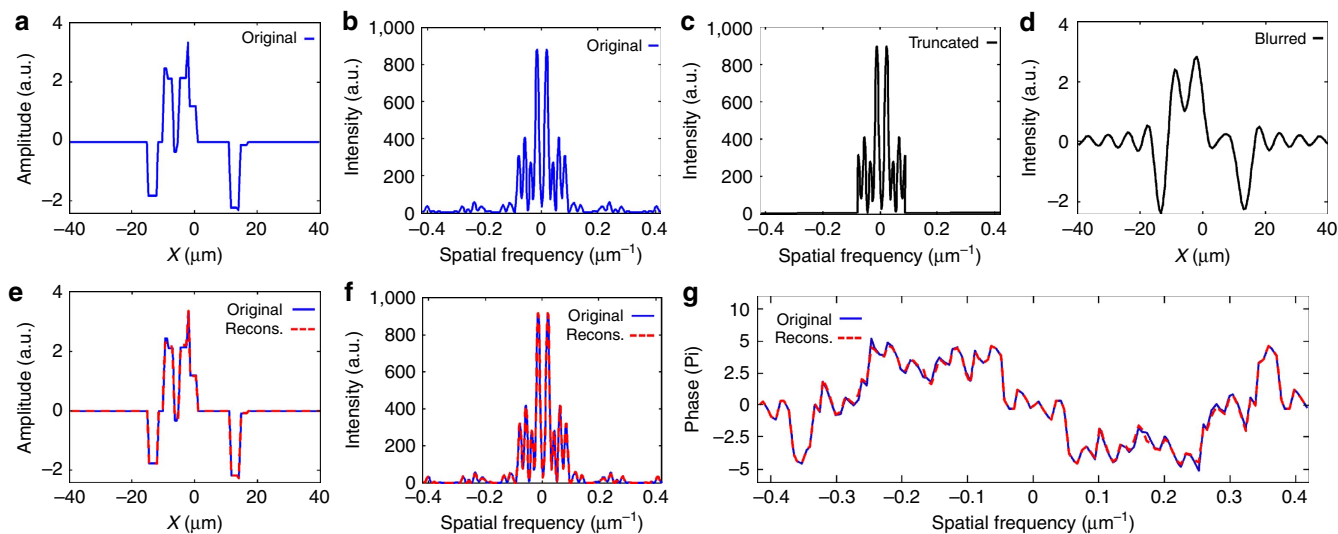 a
Original
Amplitude (a.u.)
4
2
0
−2
−40
−20
0
20
40
X (μm)
b
Original
Intensity (a.u.)
1,000
800
600
400
200
0
−0.4
−0.2
0
0.2
0.4
Spatial frequency (μm−1)
c
Truncated
Intensity (a.u.)
1,000
800
600
400
200
0
−0.4
−0.2
0
0.2
0.4
Spatial frequency (μm−1)
d
Blurred
Intensity (a.u.)
4
2
0
−2
−40
−20
0
20
40
X (μm)
e
Original
Recons.
Amplitude (a.u.)
4
2
0
−2
−40
−20
0
20
40
X (μm)
f
Original
Recons.
Intensity (a.u.)
1,000
800
600
400
200
0
−0.4
−0.2
0
0.2
0.4
Spatial frequency (μm−1)
g
Original
Recons.
Phase (Pi)
10
5
2.5
0
−2.5
−5
−0.4
−0.3
−0.2
−0.1
0
0.1
0.2
0.3
0.4
Spatial frequency (μm−1)